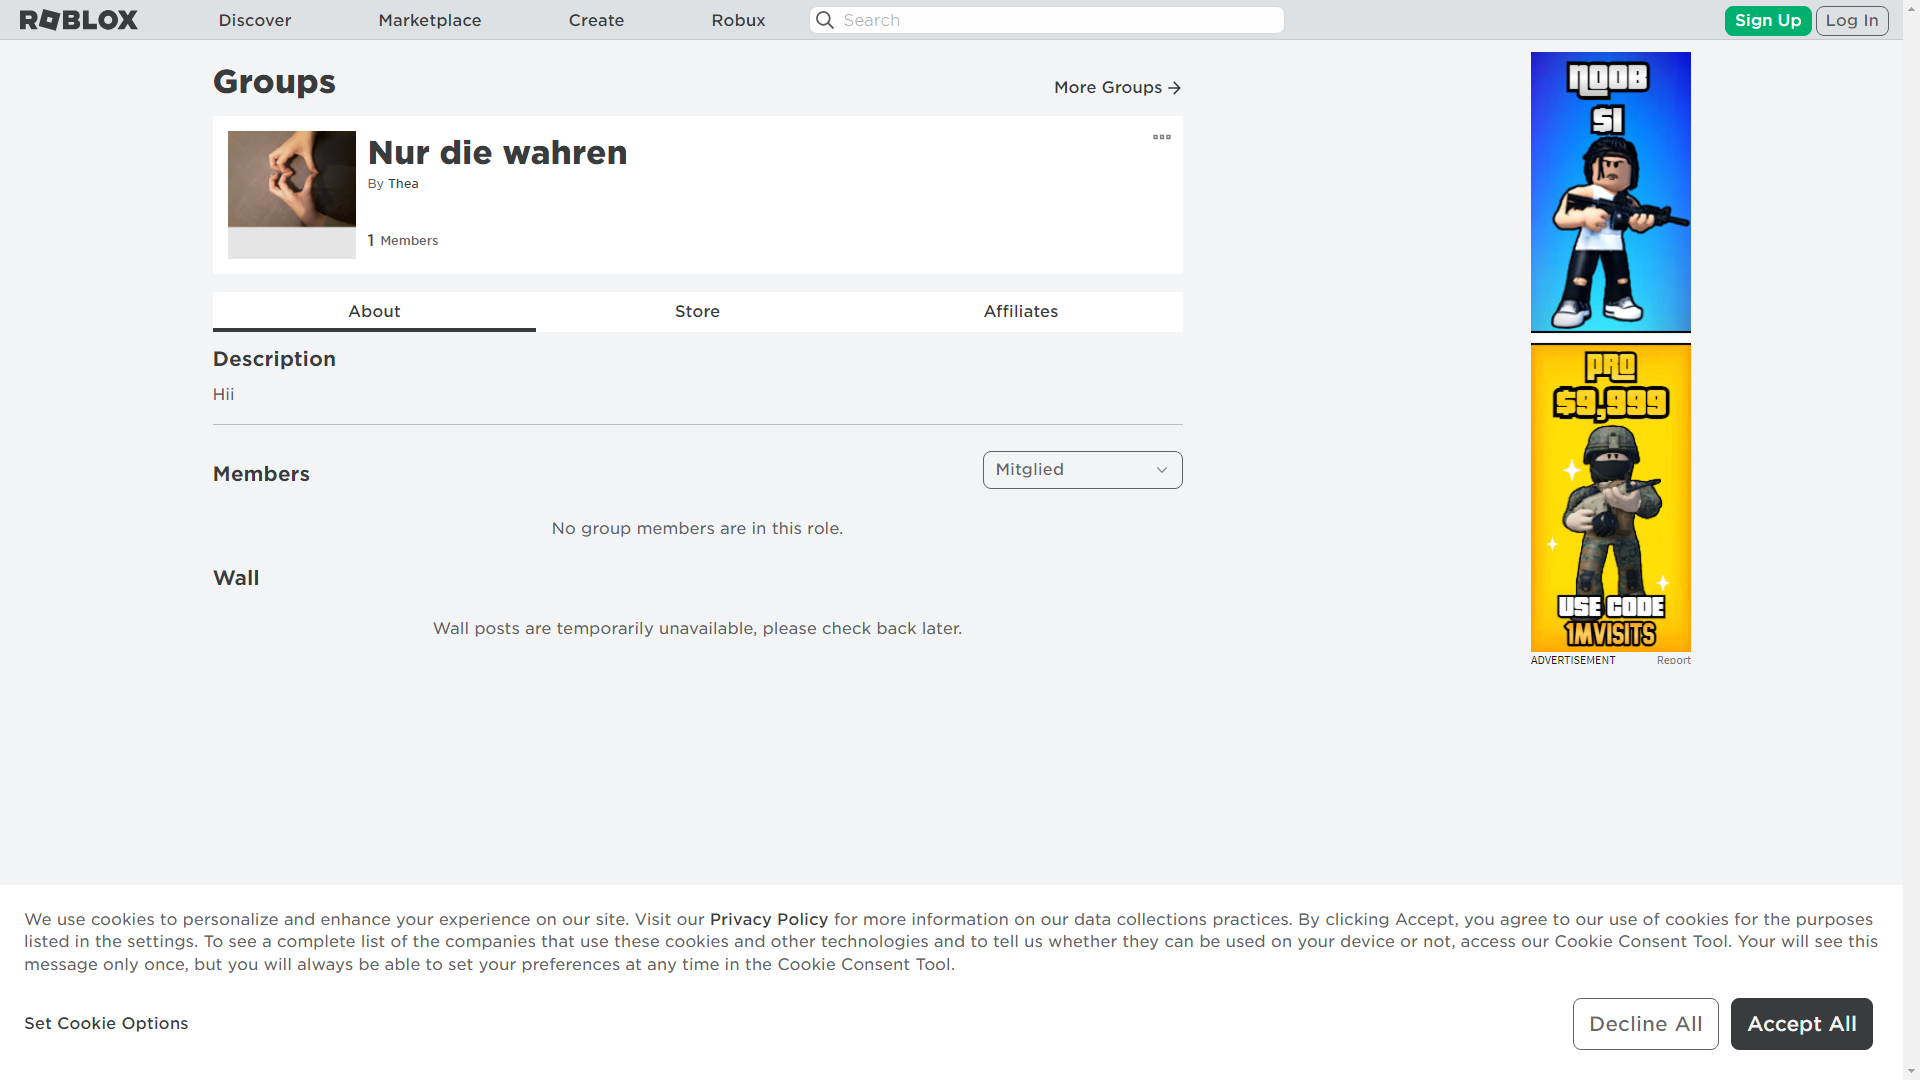 ROBLOX
Discover
Marketplace
Create
Robux
Search
Sign Up
Log In
Groups
More Groups
Nur die wahren
By Thea
1 Members
About
Store
Affiliates
Description
Hii
Members
Mitglied
No group members are in this role.
Wall
Wall posts are temporarily unavailable, please check back later.
NOOB
$1
PRO
$9,999
USE CODE
1MVISITS
ADVERTISEMENT
Report
We use cookies to personalize and enhance your experience on our site. Visit our Privacy Policy for more information on our data collections practices. By clicking Accept, you agree to our use of cookies for the purposes
listed in the settings. To see a complete list of the companies that use these cookies and other technologies and to tell us whether they can be used on your device or not, access our Cookie Consent Tool. Your will see this
message only once, but you will always be able to set your preferences at any time in the Cookie Consent Tool.
Set Cookie Options
Decline All
Accept All